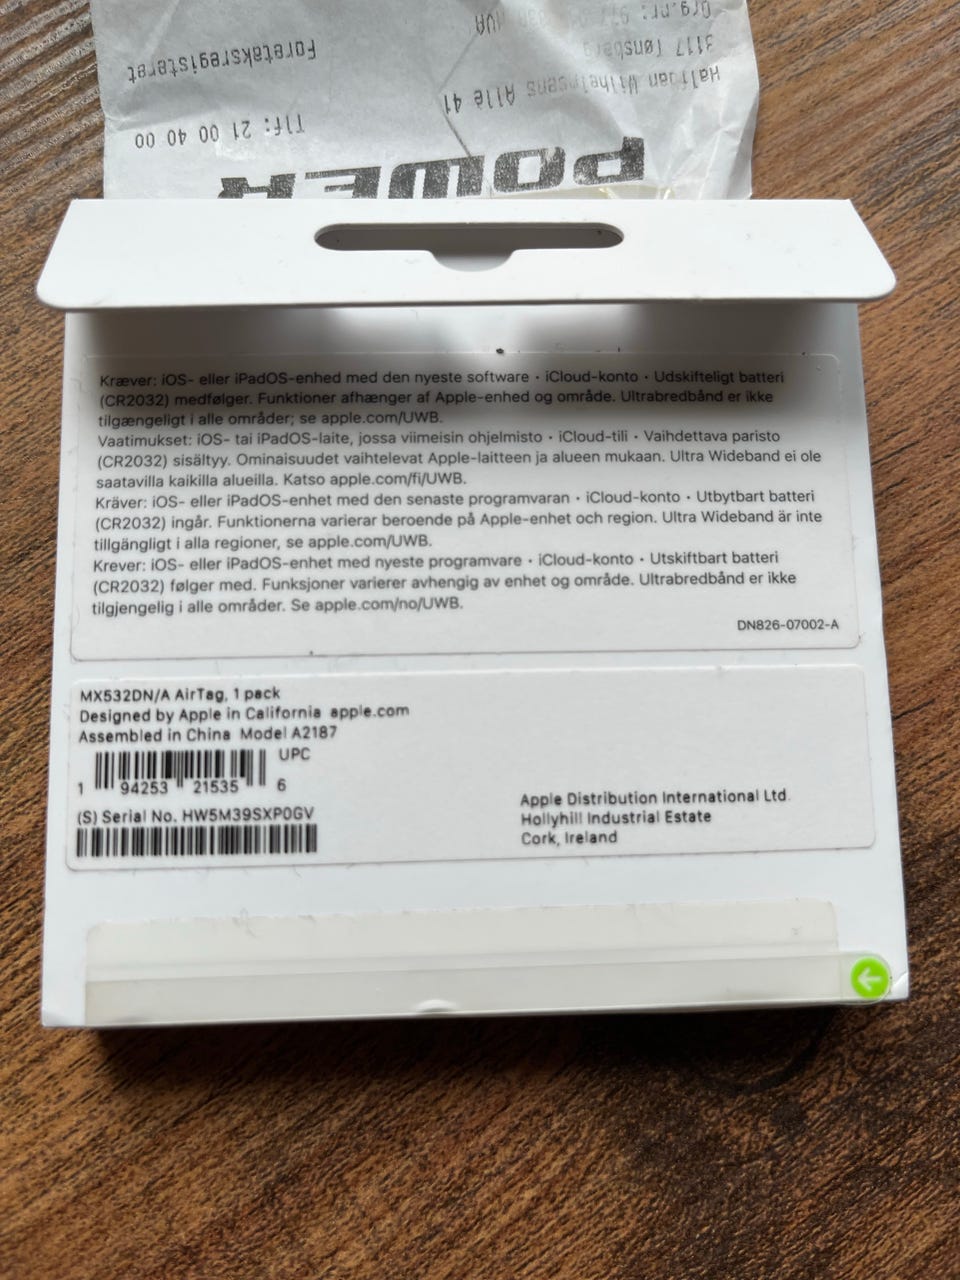 POWER
Tlf: 21 00 40 00
Halfdan Wilhelmsens Allé 41
3117 Tønsberg
Foretaksregisteret
Org.nr:
Kræver: iOS- eller iPadOS-enhed med den nyeste software · iCloud-konto · Udskifteligt batteri
(CR2032) medfølger. Funktioner afhænger af Apple-enhed og område. Ultrabredbånd er ikke
tilgængeligt i alle områder; se apple.com/UWB.
Vaatimukset: iOS- tai iPadOS-laite, jossa viimeisin ohjelmisto · iCloud-tili · Vaihdettava paristo
(CR2032) sisältyy. Ominaisuudet vaihtelevat Apple-laitteen ja alueen mukaan. Ultra Wideband ei ole
saatavilla kaikilla alueilla. Katso apple.com/fi/UWB.
Kräver: iOS- eller iPadOS-enhet med den senaste programvaran · iCloud-konto · Utbytbart batteri
(CR2032) ingår. Funktionerna varierar beroende på Apple-enhet och region. Ultra Wideband är inte
tillgängligt i alla regioner, se apple.com/UWB.
Krever: iOS- eller iPadOS-enhet med nyeste programvare · iCloud-konto · Utskiftbart batteri
(CR2032) følger med. Funksjoner varierer avhengig av enhet og område. Ultrabredbånd er ikke
tilgjengelig i alle områder. Se apple.com/no/UWB.
DN826-07002-A
MX532DN/A AirTag, 1 pack
Designed by Apple in California apple.com
Assembled in China Model A2187
UPC
1 94253 21535 6
(S) Serial No. HW5M39SXP0GV
Apple Distribution International Ltd.
Hollyhill Industrial Estate
Cork, Ireland